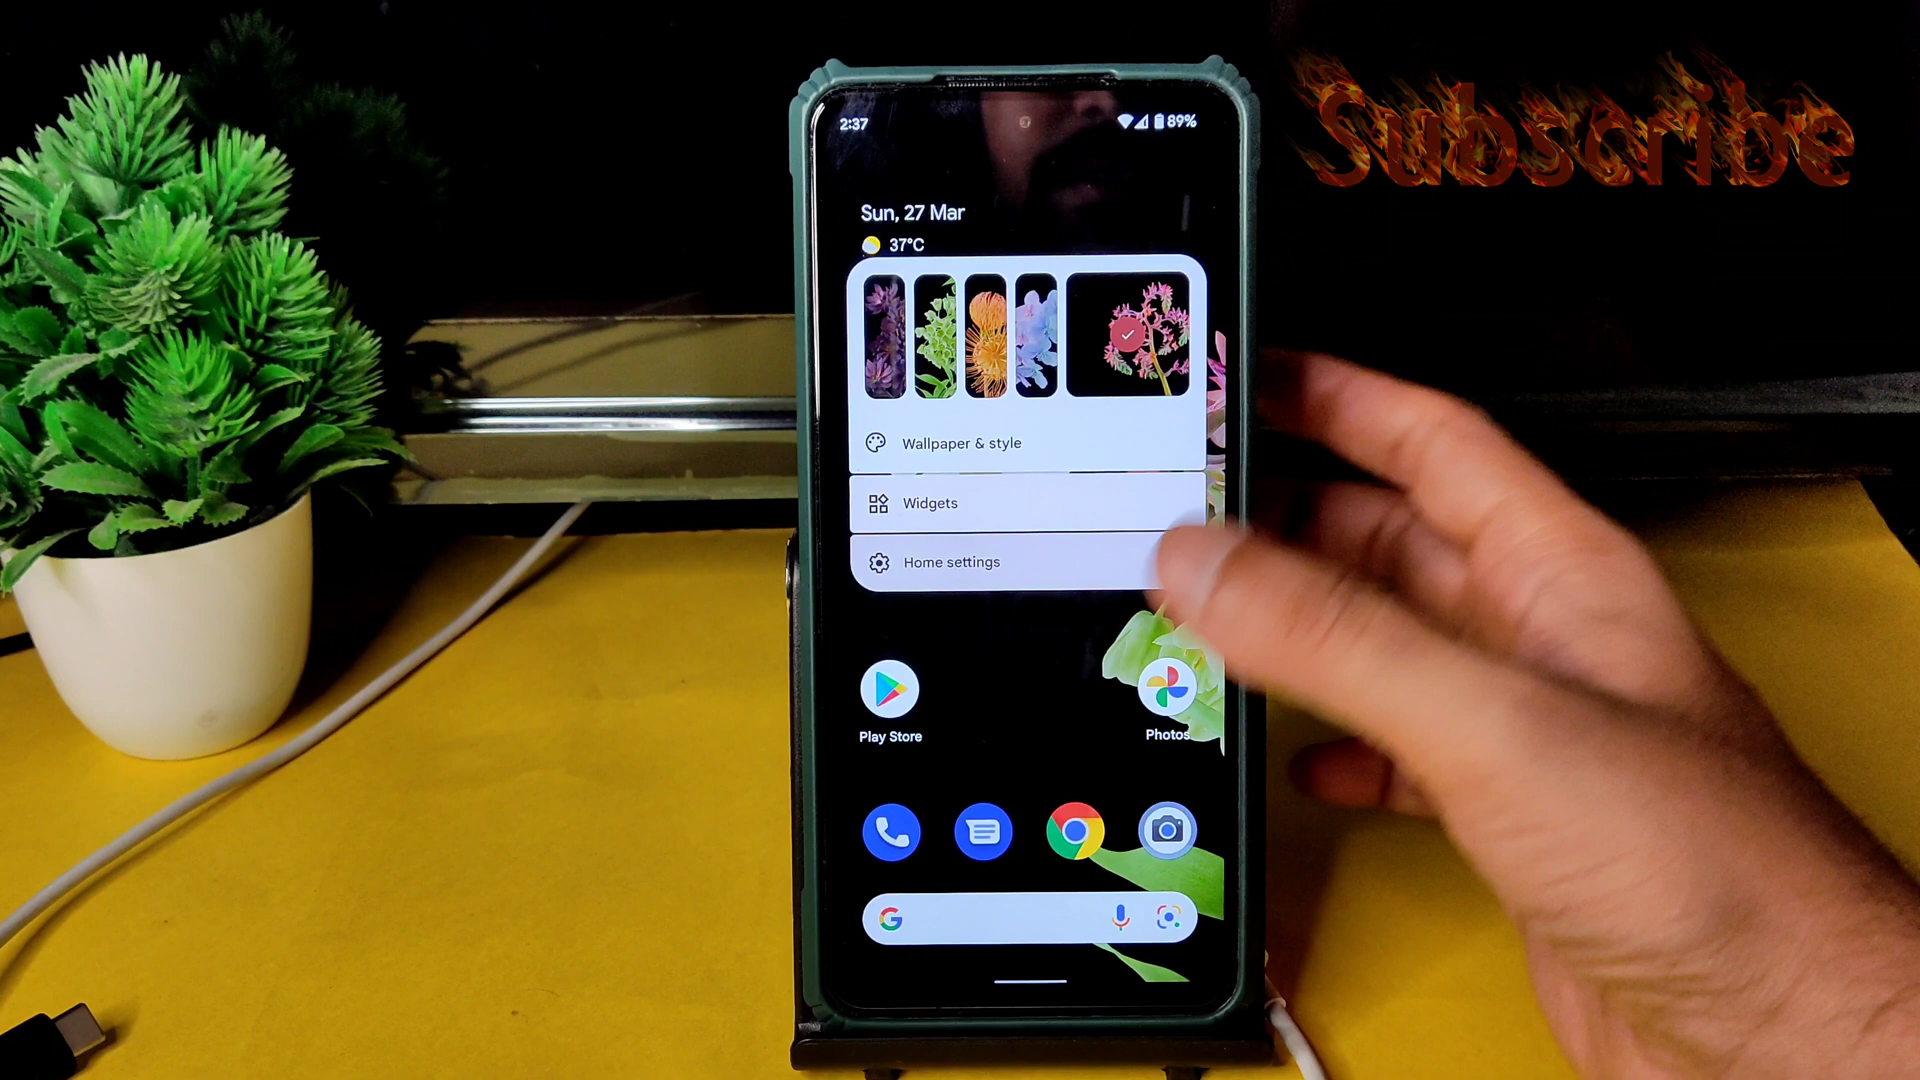 Subscribe
2:37
89%
Sun, 27 Mar
37°C
Wallpaper & style
Widgets
Home settings
Play Store
Photos
G